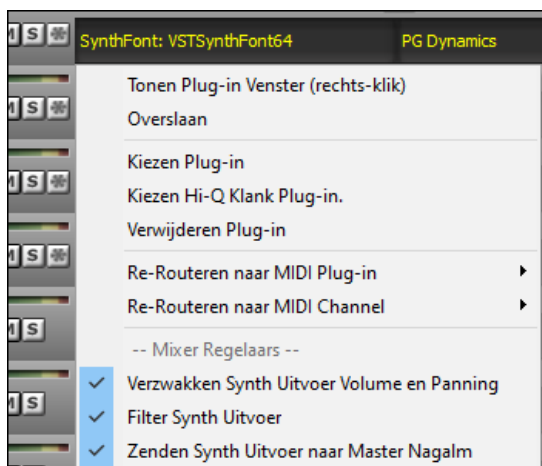 M S SynthFont: VSTSynthFont64 PG Dynamics
Tonen Plug-in Venster (rechts-klik)
M S
Overslaan
Kiezen Plug-in
M S
Kiezen Hi-Q Klank Plug-in.
Verwijderen Plug-in
M S
Re-Routeren naar MIDI Plug-in
Re-Routeren naar MIDI Channel
M S
-- Mixer Regelaars --
Verzwakken Synth Uitvoer Volume en Panning
M S
Filter Synth Uitvoer
Zenden Synth Uitvoer naar Master Nagalm